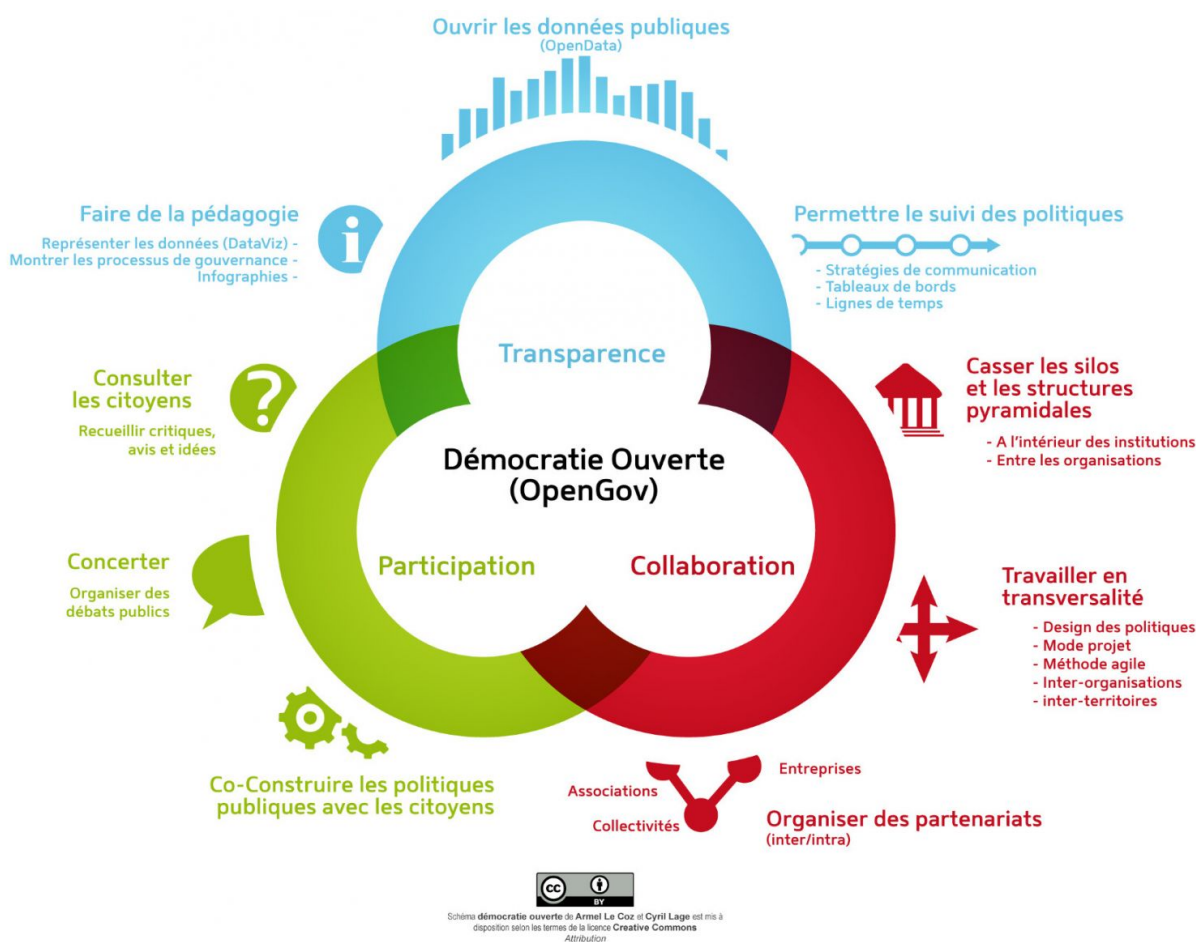 Ouvrir les données publiques
(OpenData)
Faire de la pédagogie
Représenter les données (DataViz) -
Montrer les processus de gouvernance -
Infographies -
i
Permettre le suivi des politiques
- Stratégies de communication
- Tableaux de bords
- Lignes de temps
Transparence
Consulter
les citoyens
Recueillir critiques,
avis et idées
?
Casser les silos
et les structures
pyramidales
- A l'intérieur des institutions
- Entre les organisations
Démocratie Ouverte
(OpenGov)
Concerter
Organiser des
débats publics
Participation
Collaboration
Travailler en
transversalité
- Design des politiques
- Mode projet
- Méthode agile
- Inter-organisations
- inter-territoires
Co-Construire les politiques
publiques avec les citoyens
Associations
Entreprises
Collectivités
Organiser des partenariats
(inter/intra)
cc
BY
Schéma démocratie ouverte de Armel Le Coz et Cyril Lage est mis à
disposition selon les termes de la licence Creative Commons
Attribution